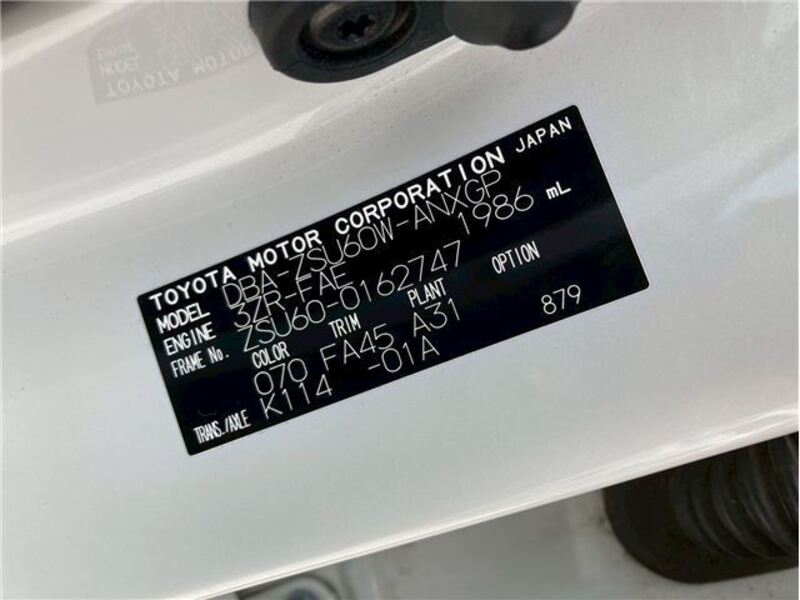 TOYOTA MOTOR CORPORATION JAPAN
MODEL DBA-ZSU60W-ANXGP
ENGINE 3ZR-FAE 1986 mL
FRAME No. ZSU60-0162747
COLOR TRIM PLANT OPTION
070 FA45 A31 879
TRANS./AXLE K114 -01A